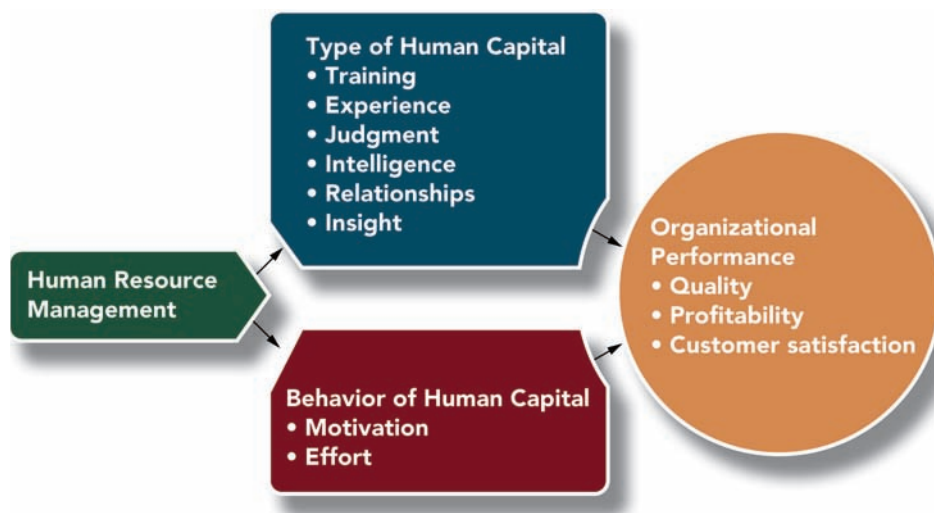 Type of Human Capital
• Training
• Experience
• Judgment
• Intelligence
• Relationships
• Insight
Human Resource
Management
Behavior of Human Capital
• Motivation
• Effort
Organizational
Performance
• Quality
• Profitability
• Customer satisfaction